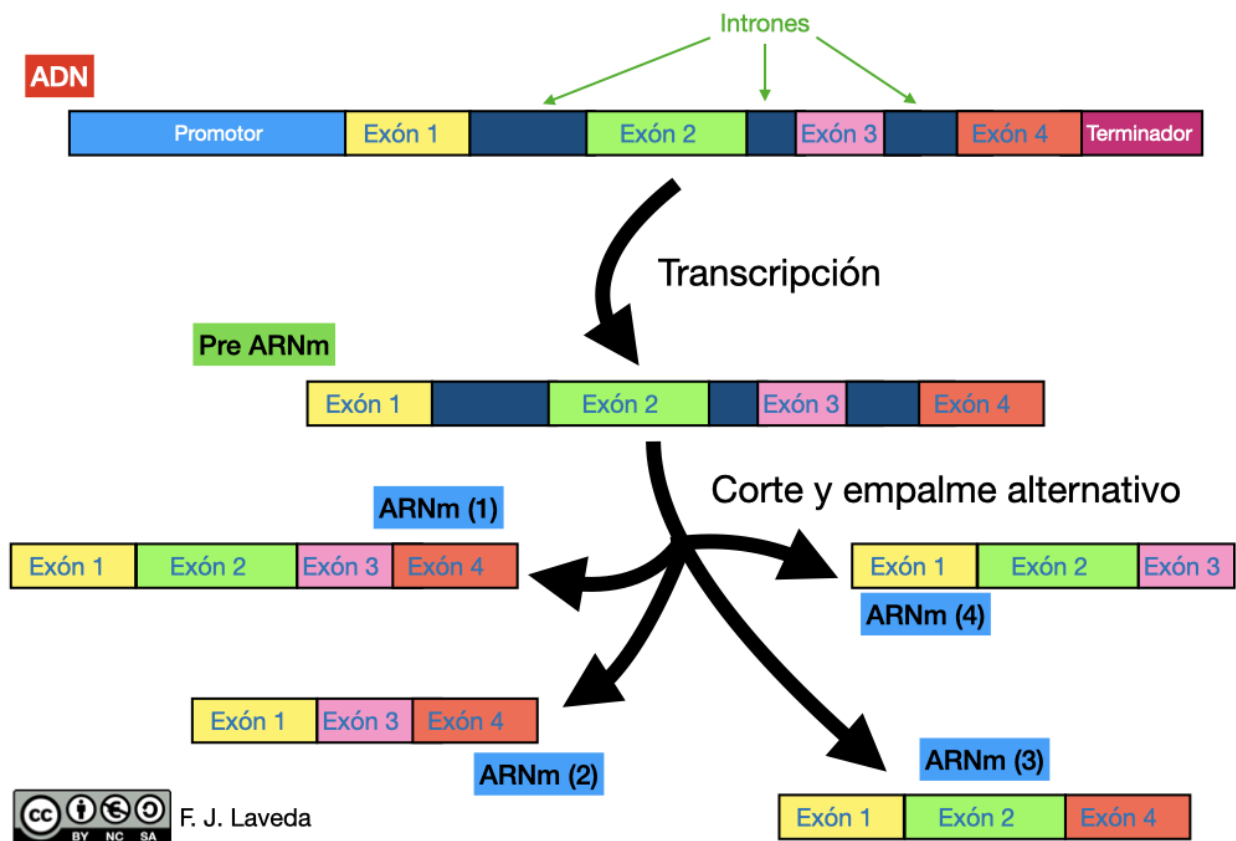 Intrones
ADN
Promotor Exón 1 Exón 2 Exón 3 Exón 4 Terminador
Transcripción
Pre ARNm
Exón 1 Exón 2 Exón 3 Exón 4
Corte y empalme alternativo
ARNm (1)
Exón 1 Exón 2 Exón 3 Exón 4
Exón 1 Exón 2 Exón 3
ARNm (4)
Exón 1 Exón 3 Exón 4
ARNm (2)
ARNm (3)
Exón 1 Exón 2 Exón 4
cc BY NC SA F. J. Laveda